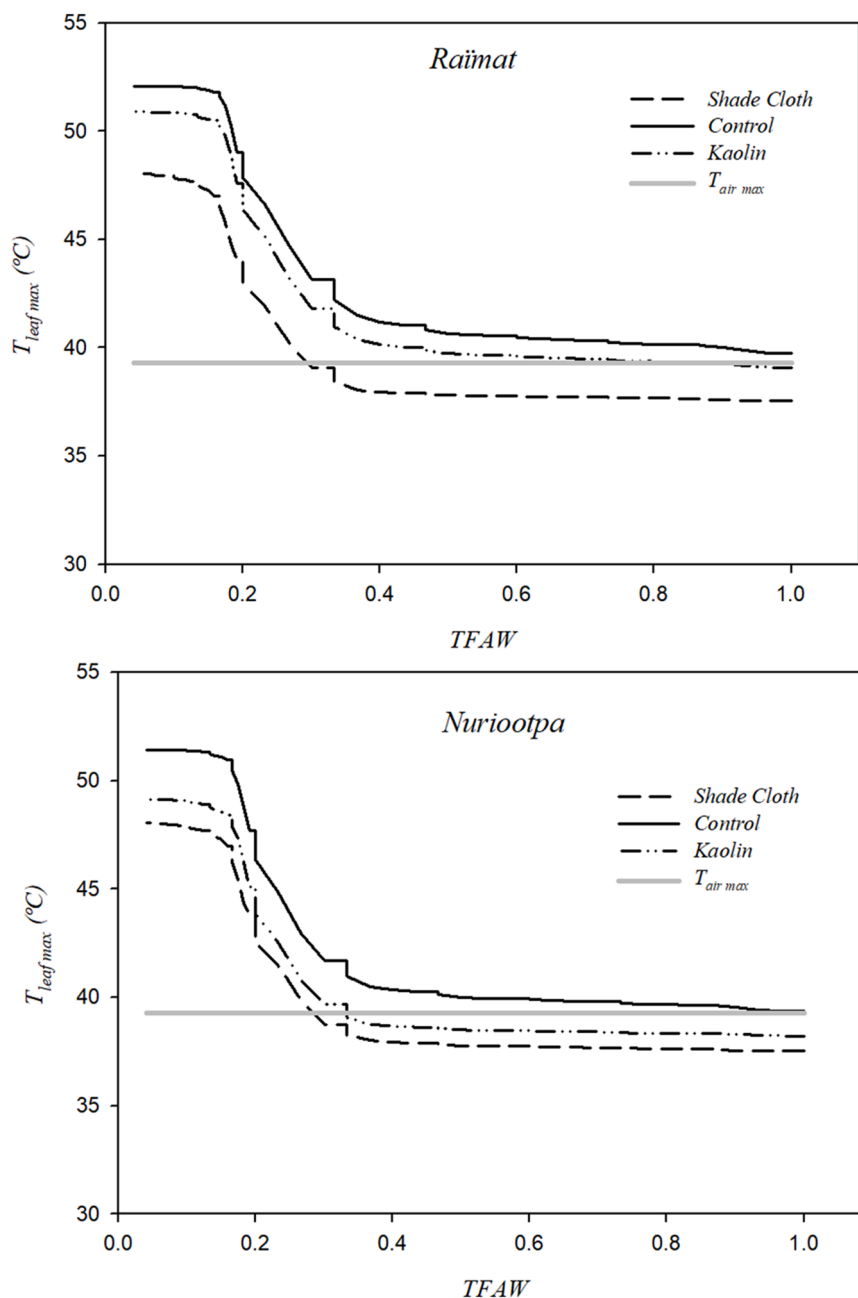 Raïmat
Shade Cloth
Control
Kaolin
T air max
T leaf max (ºC)
55
50
45
40
35
30
0.0 0.2 0.4 0.6 0.8 1.0
TFAW
Nuriootpa
Shade Cloth
Control
Kaolin
T air max
T leaf max (ºC)
55
50
45
40
35
30
0.0 0.2 0.4 0.6 0.8 1.0
TFAW